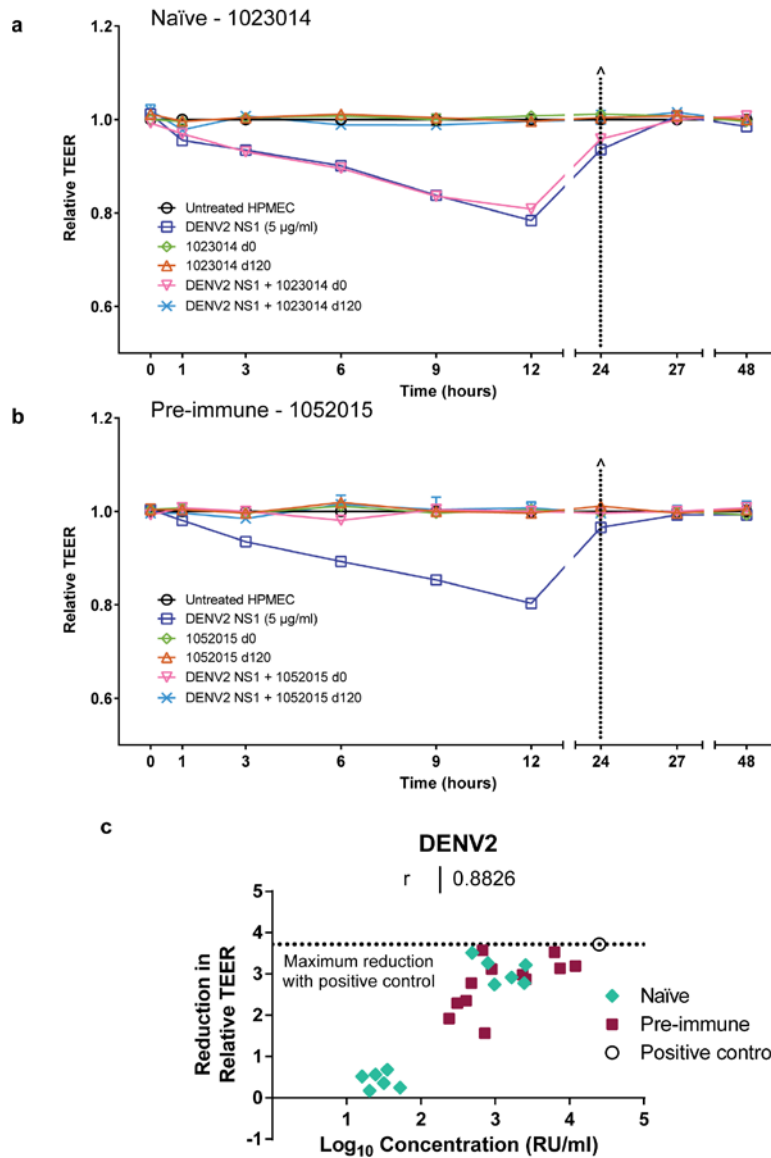 a
Naïve - 1023014
1.2
1.0
0.8
0.6
Relative TEER
Untreated HPMEC
DENV2 NS1 (5 µg/ml)
1023014 d0
1023014 d120
DENV2 NS1 + 1023014 d0
DENV2 NS1 + 1023014 d120
0 1 3 6 9 12 24 27 48
Time (hours)
b
Pre-immune - 1052015
1.2
1.0
0.8
0.6
Relative TEER
Untreated HPMEC
DENV2 NS1 (5 µg/ml)
1052015 d0
1052015 d120
DENV2 NS1 + 1052015 d0
DENV2 NS1 + 1052015 d120
0 1 3 6 9 12 24 27 48
Time (hours)
c
DENV2
r 0.8826
5
4
3
2
1
0
-1
Reduction in
Relative TEER
Maximum reduction
with positive control
Naïve
Pre-immune
Positive contro
1 2 3 4 5
Log10 Concentration (RU/ml)